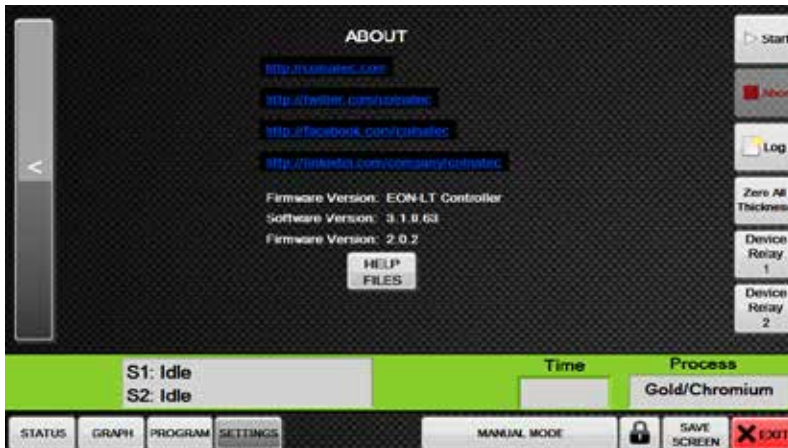 ABOUT
http://colnatec.com
http://twitter.com/colnatec
http://facebook.com/colnatec
http://linkedin.com/company/colnatec
Firmware Version: EON-LT Controller
Software Version: 3.1.0.63
Firmware Version: 2.0.2
HELP
FILES
<
Start
Abort
Log
Zero All
Thickness
Device
Relay
1
Device
Relay
2
S1: Idle
S2: Idle
Time
Process
Gold/Chromium
STATUS
GRAPH
PROGRAM
SETTINGS
MANUAL MODE
SAVE
SCREEN
EXIT